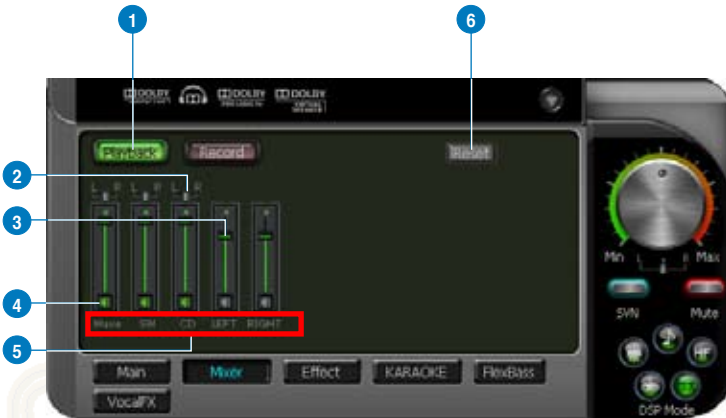 1 6
DOLBY DOLBY DOLBY
Playback Record Reset
2 L R L R L R
3
4
Wave SW CD LEFT RIGHT
5
Min L R Max
SVN Mute
Main Mixer Effect KARAOKE FlexBass
HF
VocalFX
DSP Mode